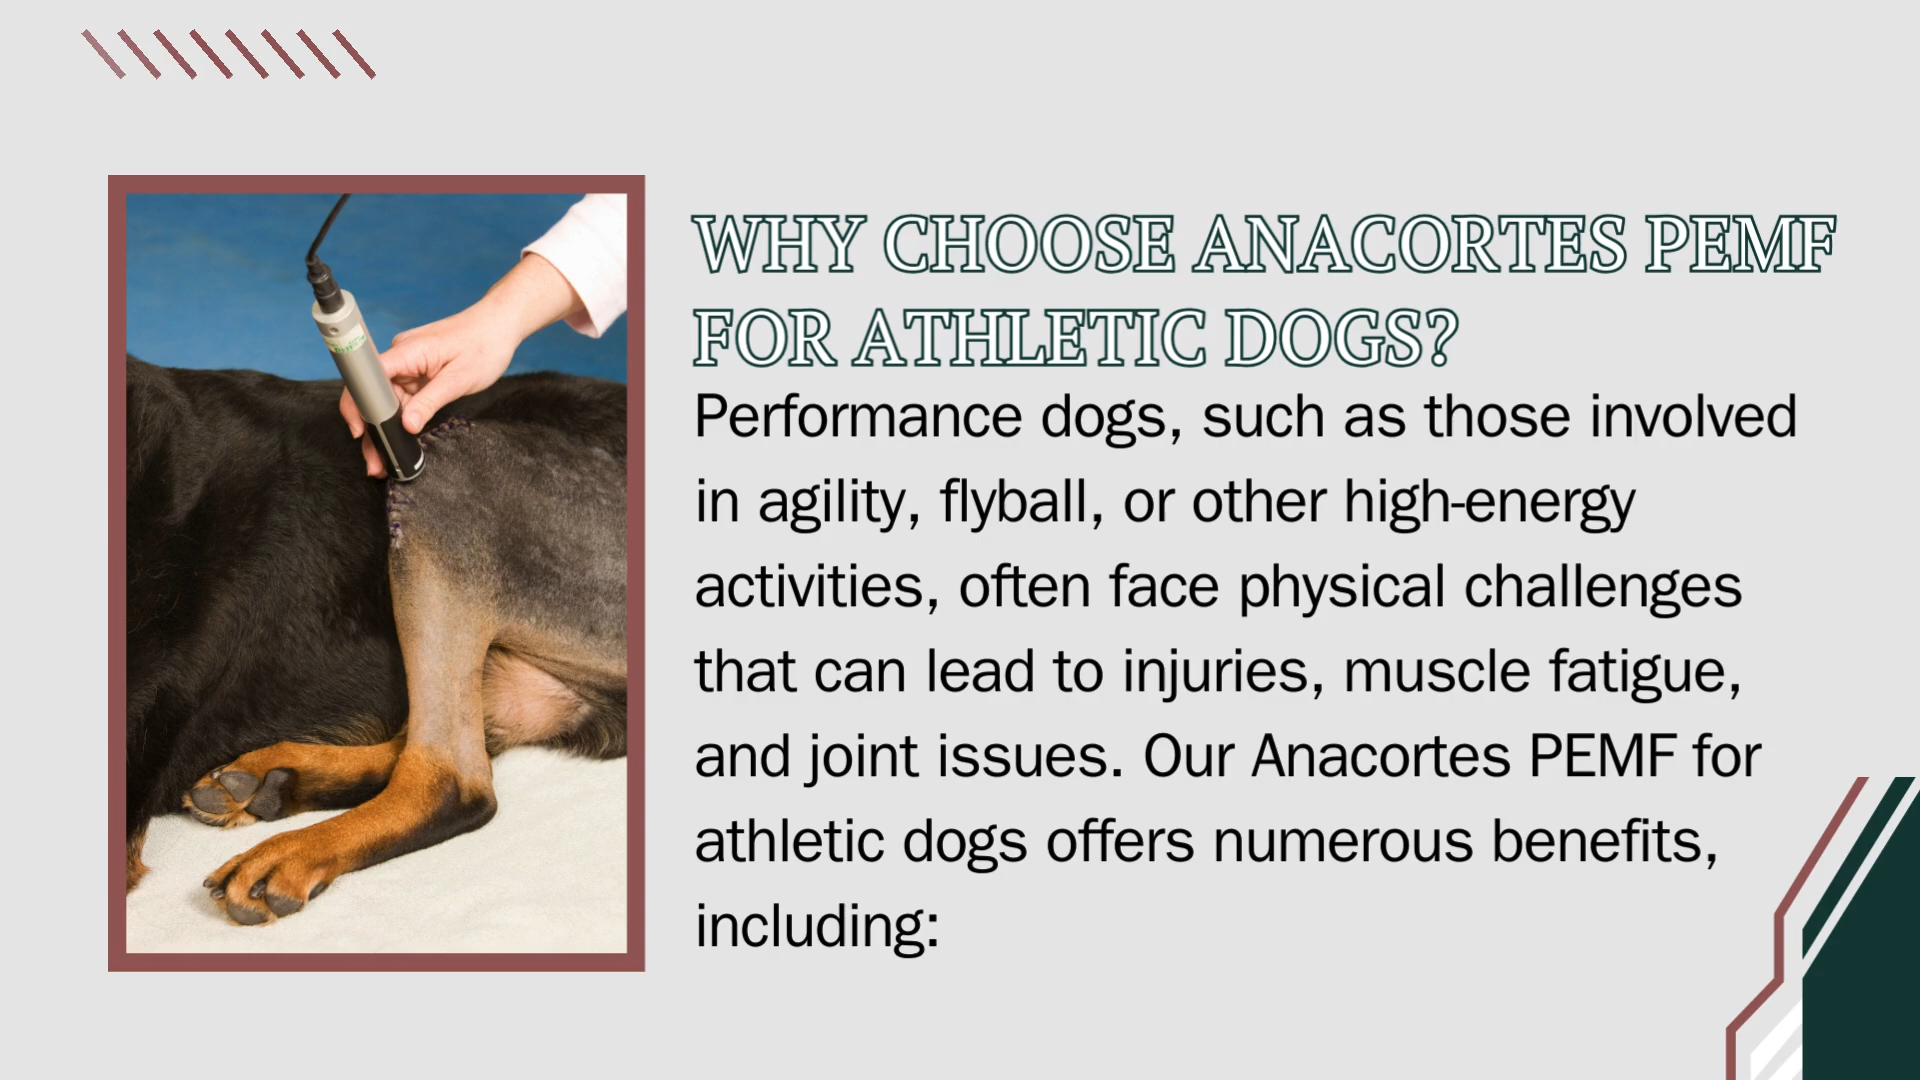 WHY CHOOSE ANACORTES PEMF
FOR ATHLETIC DOGS?
Performance dogs, such as those involved
in agility, flyball, or other high-energy
activities, often face physical challenges
that can lead to injuries, muscle fatigue,
and joint issues. Our Anacortes PEMF for
athletic dogs offers numerous benefits,
including: